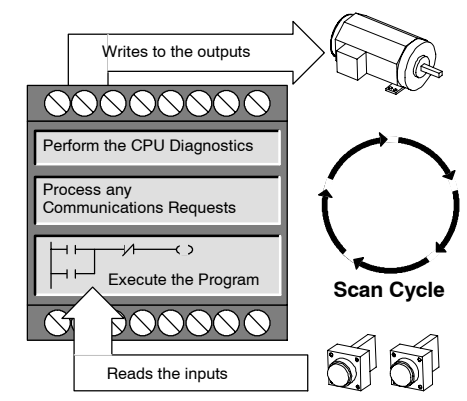 Writes to the outputs
Perform the CPU Diagnostics
Process any
Communications Requests
Execute the Program
Scan Cycle
Reads the inputs